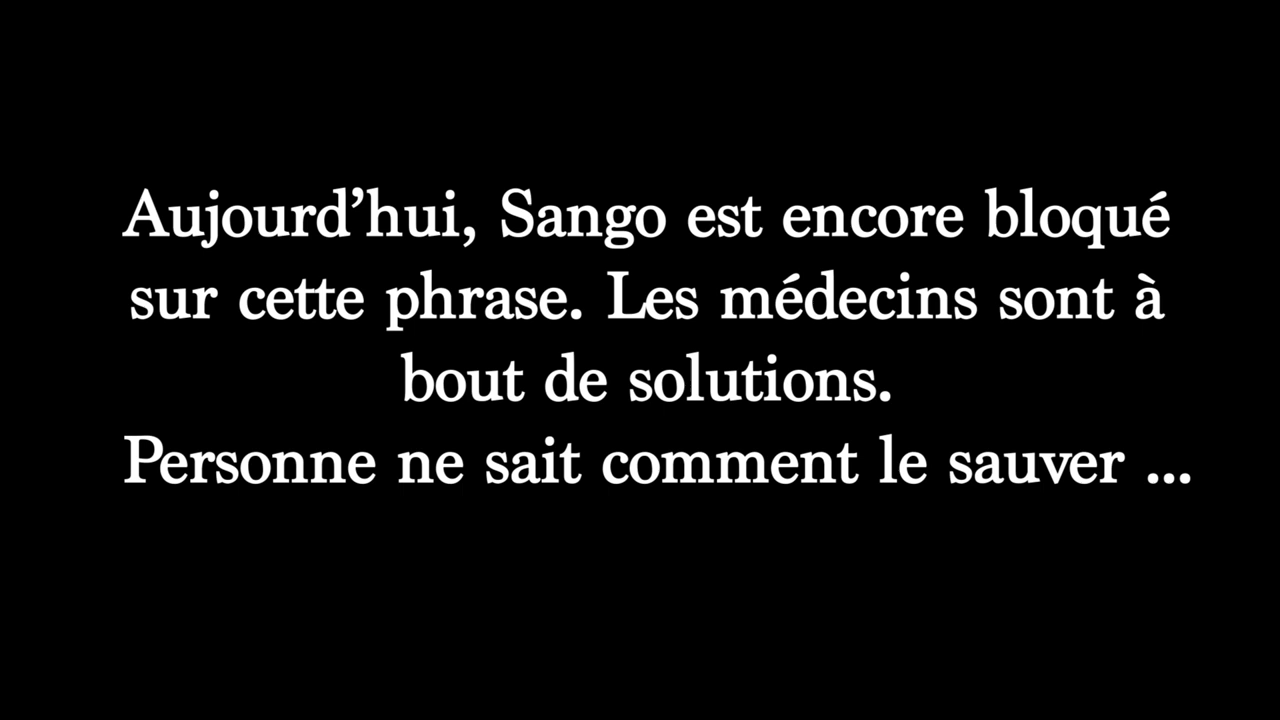 Aujourd’hui, Sango est encore bloqué
sur cette phrase. Les médecins sont à
bout de solutions.
Personne ne sait comment le sauver ...